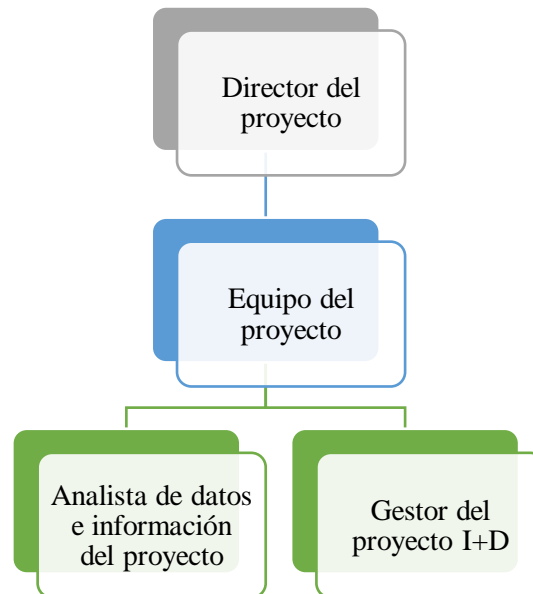 Director del
proyecto
Equipo del
proyecto
Analista de datos
e información
del proyecto
Gestor del
proyecto I+D